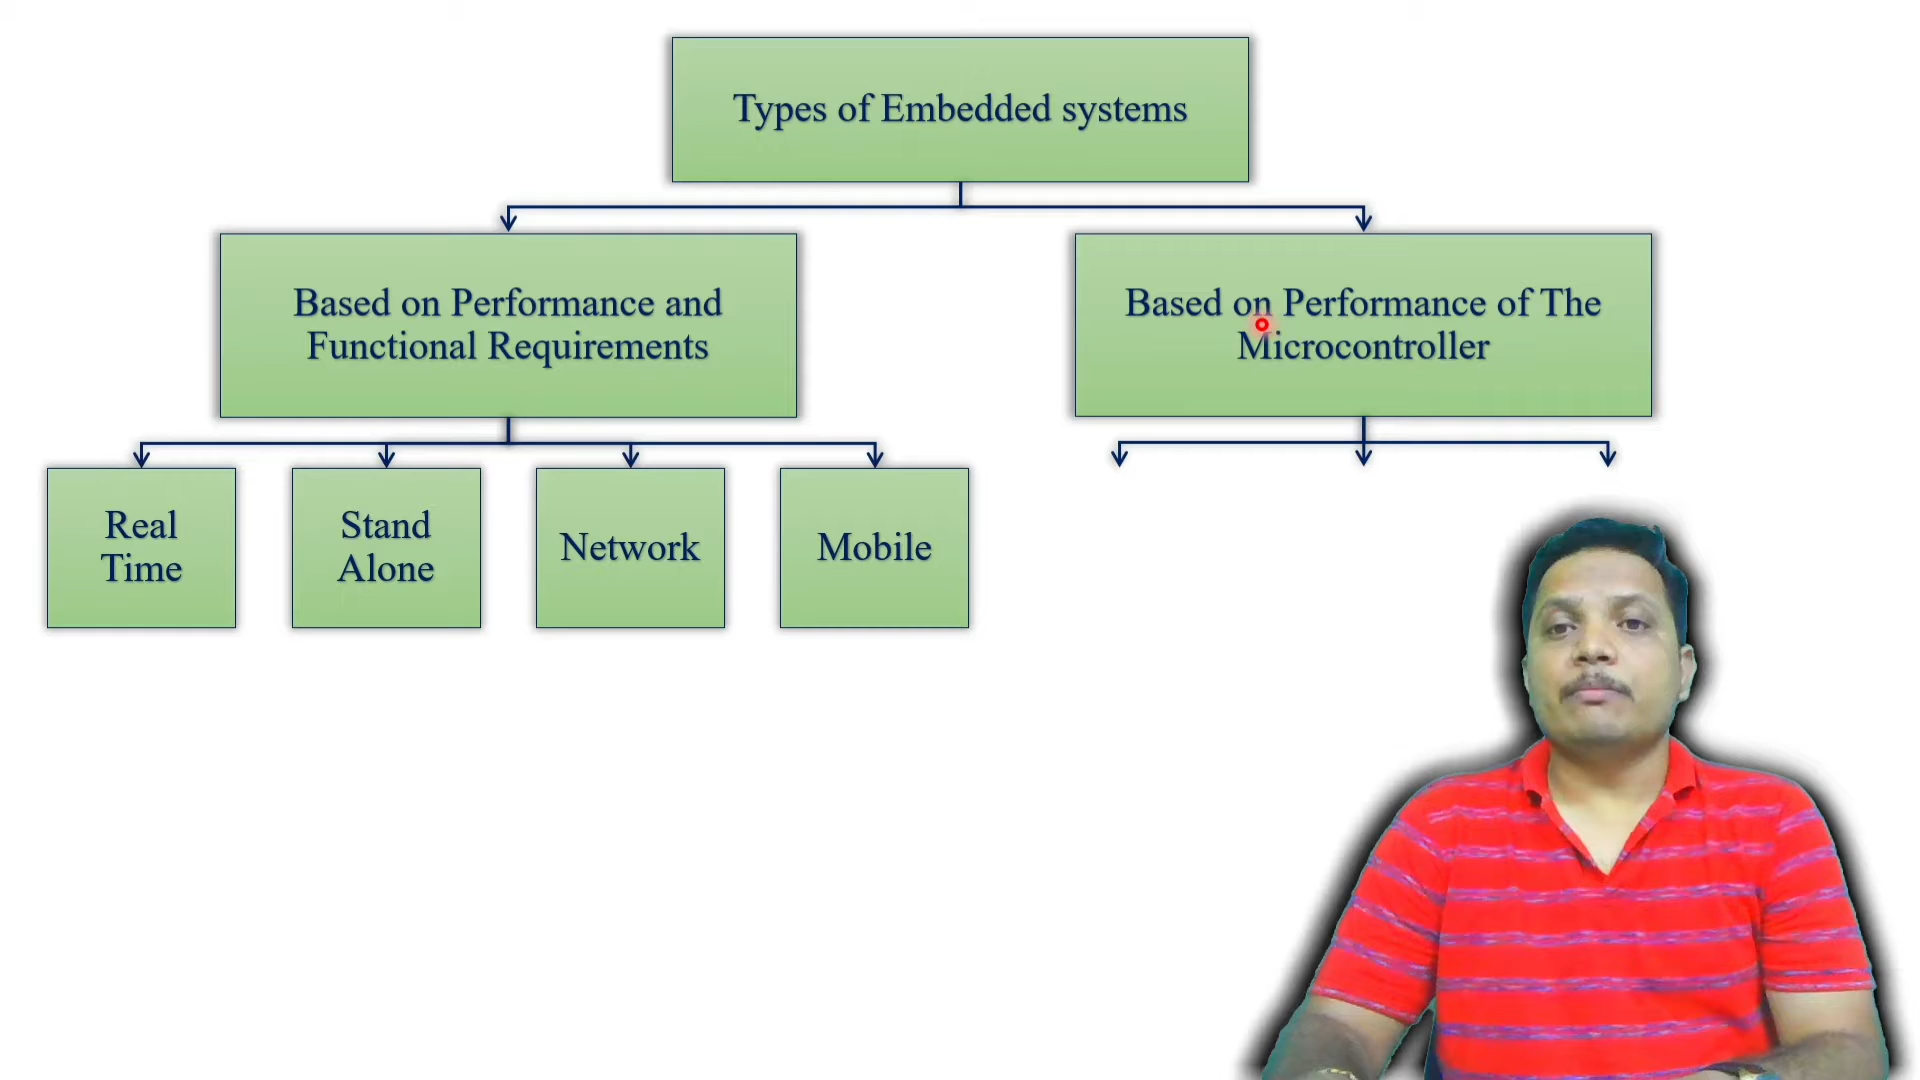 Types of Embedded systems
Based on Performance and
Functional Requirements
Based on Performance of The
Microcontroller
Real
Time
Stand
Alone
Network
Mobile